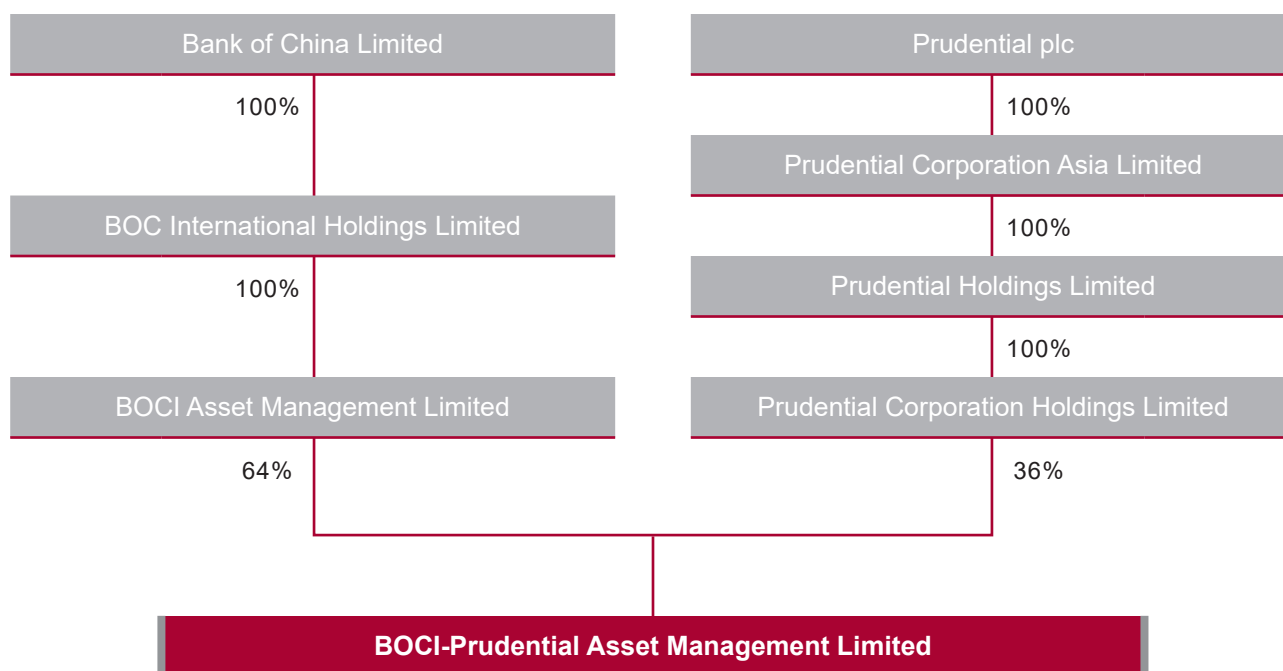 Bank of China Limited
100%
BOC International Holdings Limited
100%
BOCI Asset Management Limited
64%
Prudential plc
100%
Prudential Corporation Asia Limited
100%
Prudential Holdings Limited
100%
Prudential Corporation Holdings Limited
36%
BOCI-Prudential Asset Management Limited